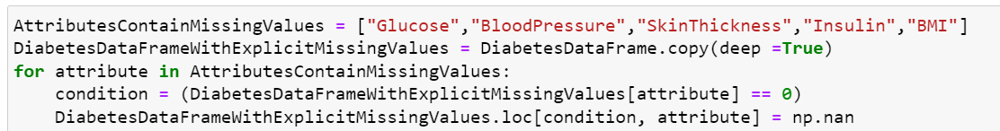 AttributesContainMissingValues = ["Glucose","BloodPressure","SkinThickness","Insulin","BMI"]
DiabetesDataFrameWithExplicitMissingValues = DiabetesDataFrame.copy(deep =True)
for attribute in AttributesContainMissingValues:
    condition = (DiabetesDataFrameWithExplicitMissingValues[attribute] == 0)
    DiabetesDataFrameWithExplicitMissingValues.loc[condition, attribute] = np.nan